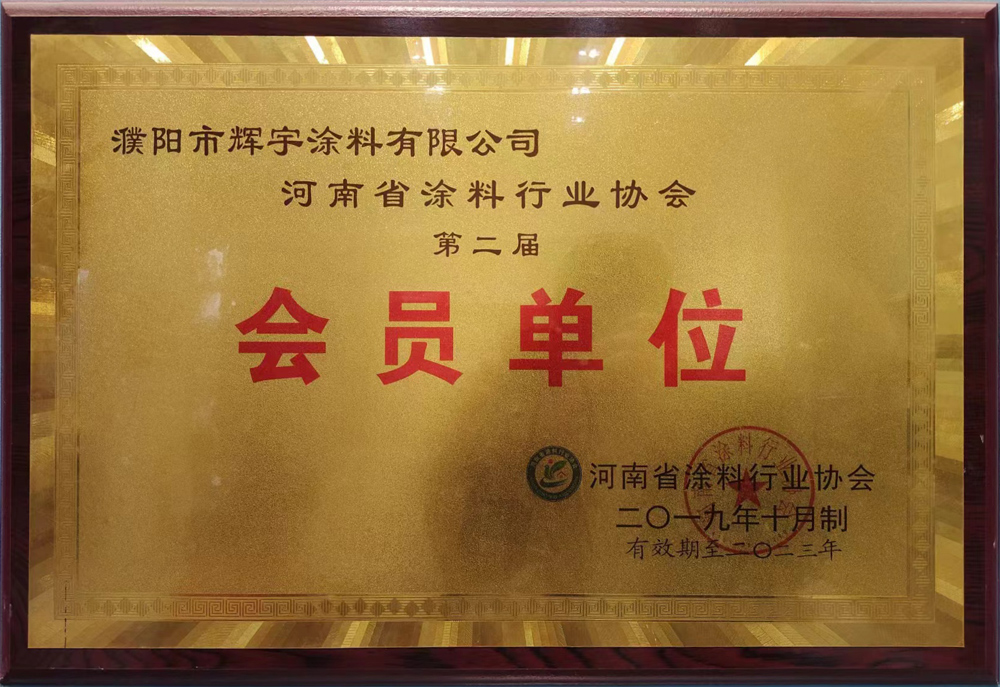 濮阳市辉宇涂料有限公司
河南省涂料行业协会
第二届
会员单位
河南省涂料行业协会
二〇一九年十月制
有效期至二〇二三年